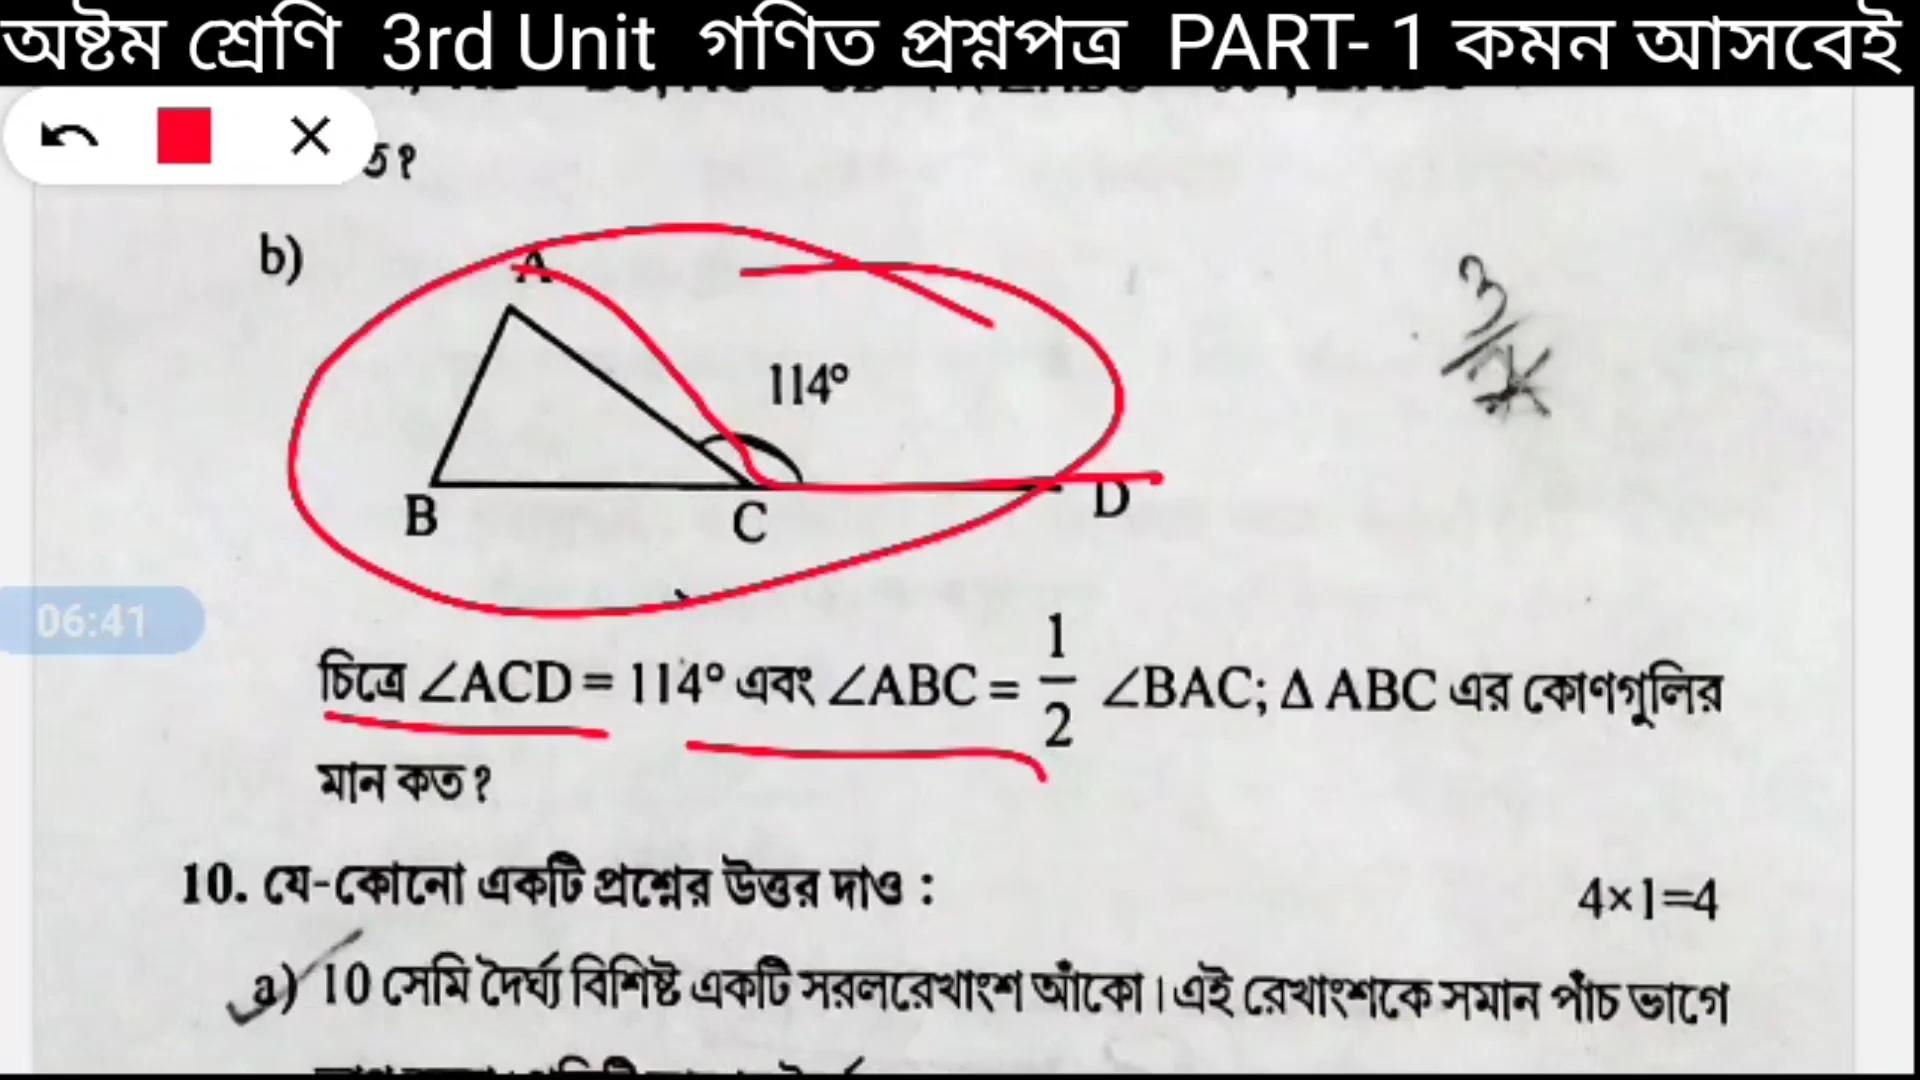 অষ্টম শ্রেণি 3rd Unit গণিত প্রশ্নপত্র PART- 1 কমন আসবেই
b)
A
114°
B
C
D
06:41
চিত্রে ∠ACD = 114° এবং ∠ABC = 1/2 ∠BAC; Δ ABC এর কোণগুলির
মান কত?
10. যে-কোনো একটি প্রশ্নের উত্তর দাও : 4×1=4
a) 10 সেমি দৈর্ঘ্য বিশিষ্ট একটি সরলরেখাংশ আঁকো। এই রেখাংশকে সমান পাঁচ ভাগে